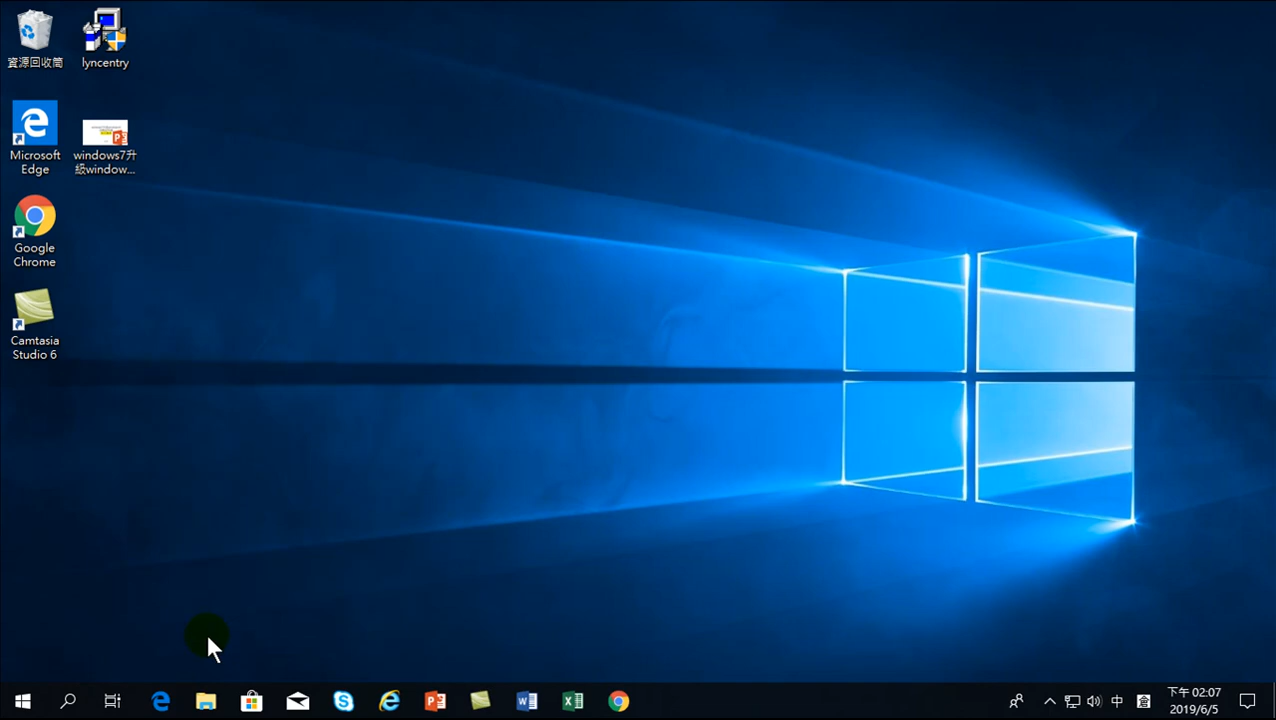 資源回收筒
lyncentry
Microsoft
Edge
windows7升
級window...
Google
Chrome
Camtasia
Studio 6
中
倉
下午 02:07
2019/6/5